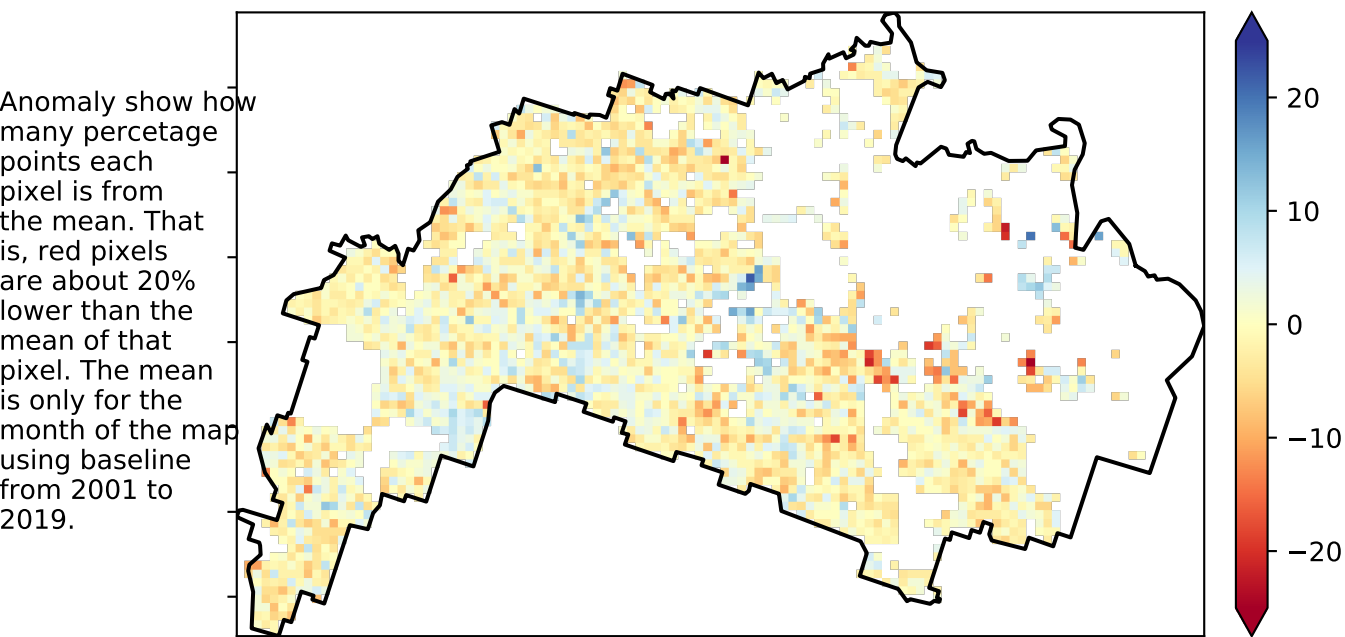 Anomaly show how
many percetage
points each
pixel is from
the mean. That
is, red pixels
are about 20%
lower than the
mean of that
pixel. The mean
is only for the
month of the map
using baseline
from 2001 to
2019.
20
10
0
−10
−20